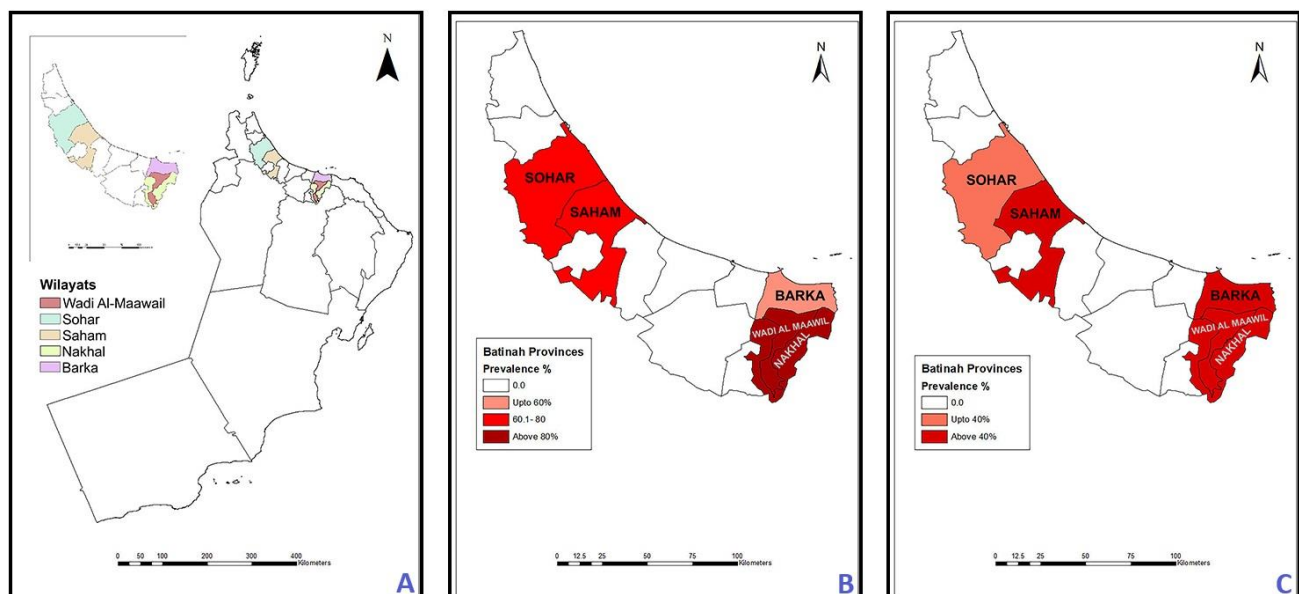 N
Wilayats
Wadi Al-Maawail
Sohar
Saham
Nakhal
Barka
0 50 100 200 300 400
Kilometers
A
N
SOHAR
SAHAM
BARKA
WADI AL MAAWIL
NAKHAL
Batinah Provinces
Prevalence %
0.0
Upto 60%
60.1- 80
Above 80%
0 12.5 25 50 75 100
Kilometers
B
N
SOHAR
SAHAM
BARKA
WADI AL MAAWIL
NAKHAL
Batinah Provinces
Prevalence %
0.0
Upto 40%
Above 40%
0 12.5 25 50 75 100
Kilometers
C